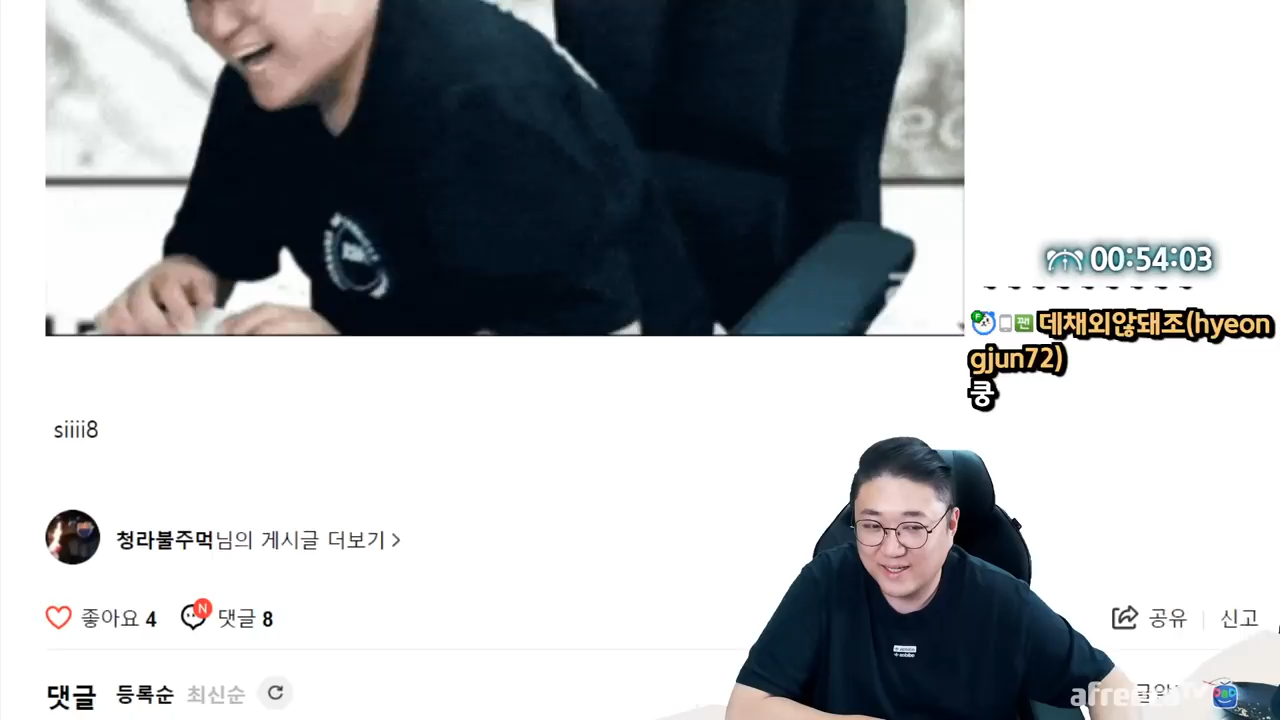 00:54:03
데채외않돼조(hyeon
gjun72)
쿵
siiii8
청라불주먹님의 게시글 더보기 >
좋아요 4 N 댓글 8
공유 신고
댓글 등록순 최신순